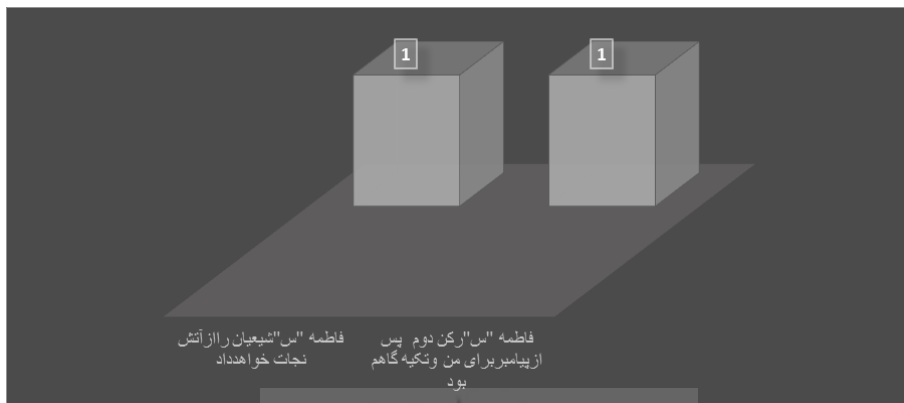 1
1
فاطمه "س"رکن دوم پس
ازپیامبربرای من وتکیه گاهم
بود
فاطمه "س"شیعیان راازآتش
نجات خواهدداد